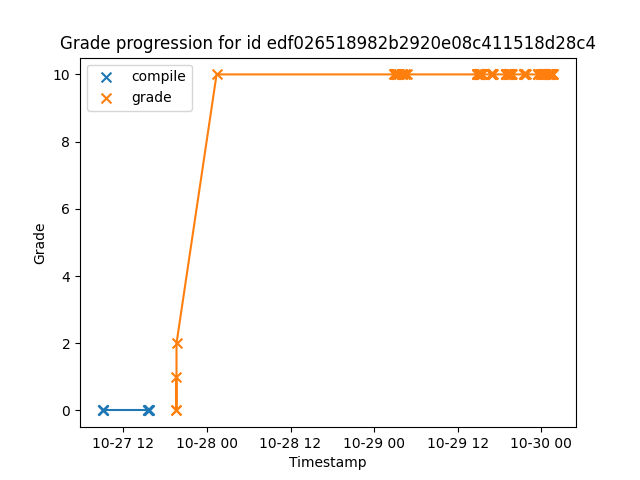 Grade progression for id edf026518982b2920e08c411518d28c4
compile
grade
10
8
6
4
2
0
Grade
10-27 12
10-28 00
10-28 12
10-29 00
10-29 12
10-30 00
Timestamp